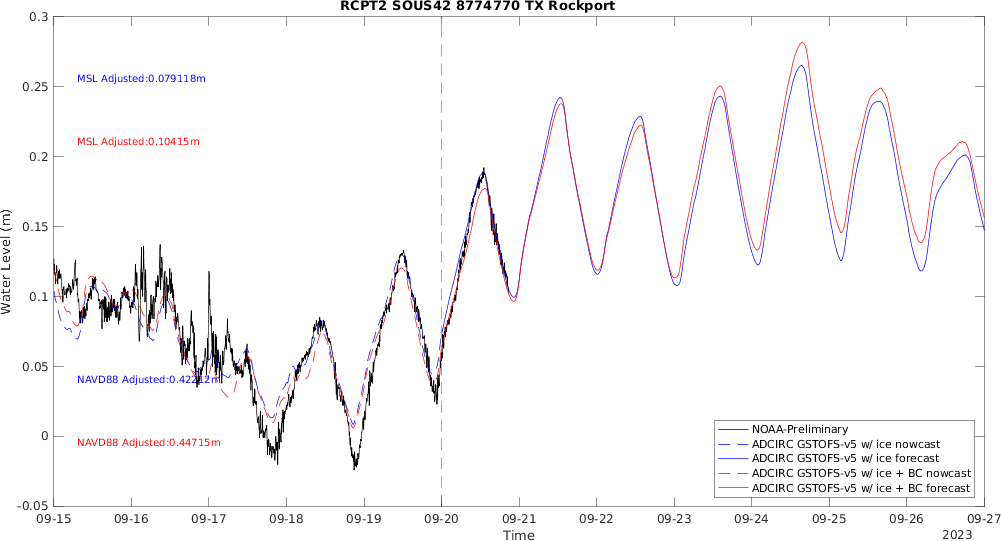 RCPT2 SOUS42 8774770 TX Rockport
0.3
0.25
0.2
0.15
0.1
0.05
0
-0.05
Water Level (m)
MSL Adjusted:0.079118m
MSL Adjusted:0.10415m
NAVD88 Adjusted:0.42212m
NAVD88 Adjusted:0.44715m
NOAA-Preliminary
ADCIRC GSTOFS-v5 w/ ice nowcast
ADCIRC GSTOFS-v5 w/ ice forecast
ADCIRC GSTOFS-v5 w/ ice + BC nowcast
ADCIRC GSTOFS-v5 w/ ice + BC forecast
09-15 09-16 09-17 09-18 09-19 09-20 09-21 09-22 09-23 09-24 09-25 09-26 09-27
Time
2023